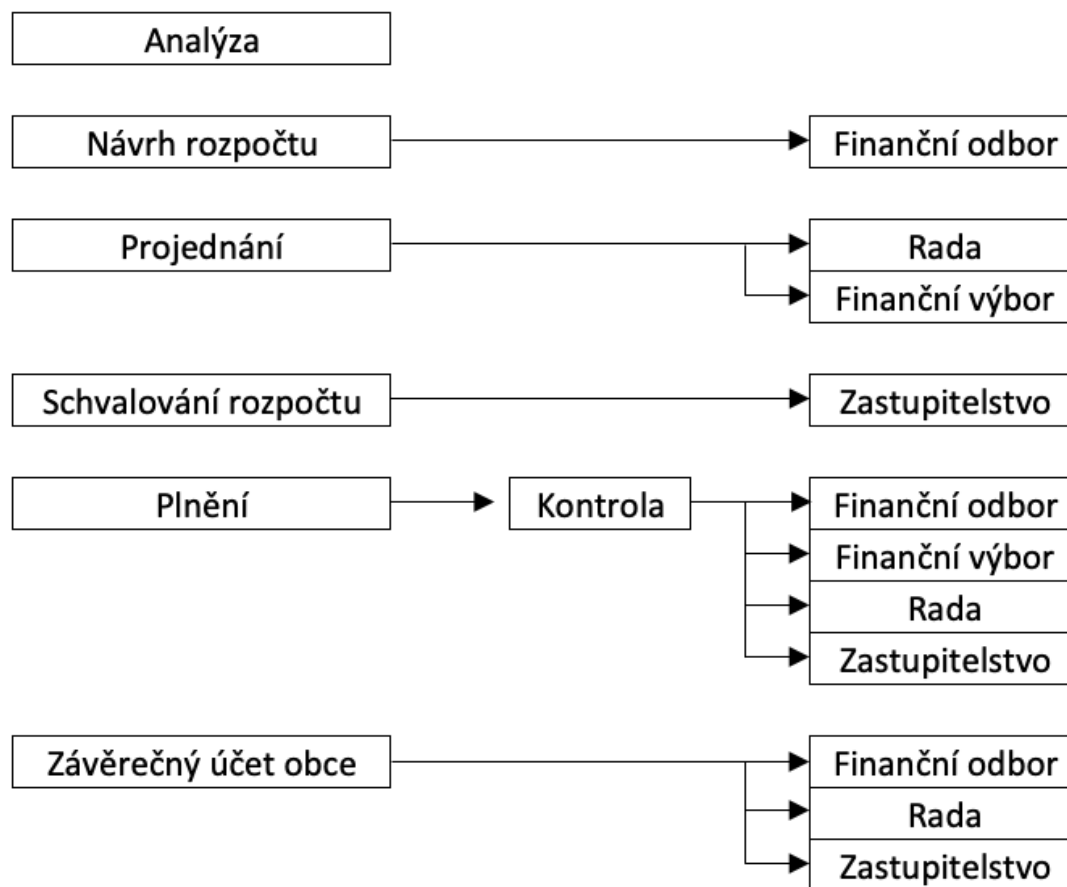 Analýza
Návrh rozpočtu
Finanční odbor
Projednání
Rada
Finanční výbor
Schvalování rozpočtu
Zastupitelstvo
Plnění
Kontrola
Finanční odbor
Finanční výbor
Rada
Zastupitelstvo
Závěrečný účet obce
Finanční odbor
Rada
Zastupitelstvo